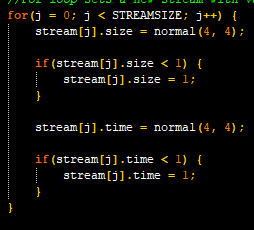 //for loop sets a new stream with v
for(j = 0; j < STREAMSIZE; j++) {
stream[j].size = normal(4, 4);
if(stream[j].size < 1) {
stream[j].size = 1;
}
stream[j].time = normal(4, 4);
if(stream[j].time < 1) {
stream[j].time = 1;
}
}